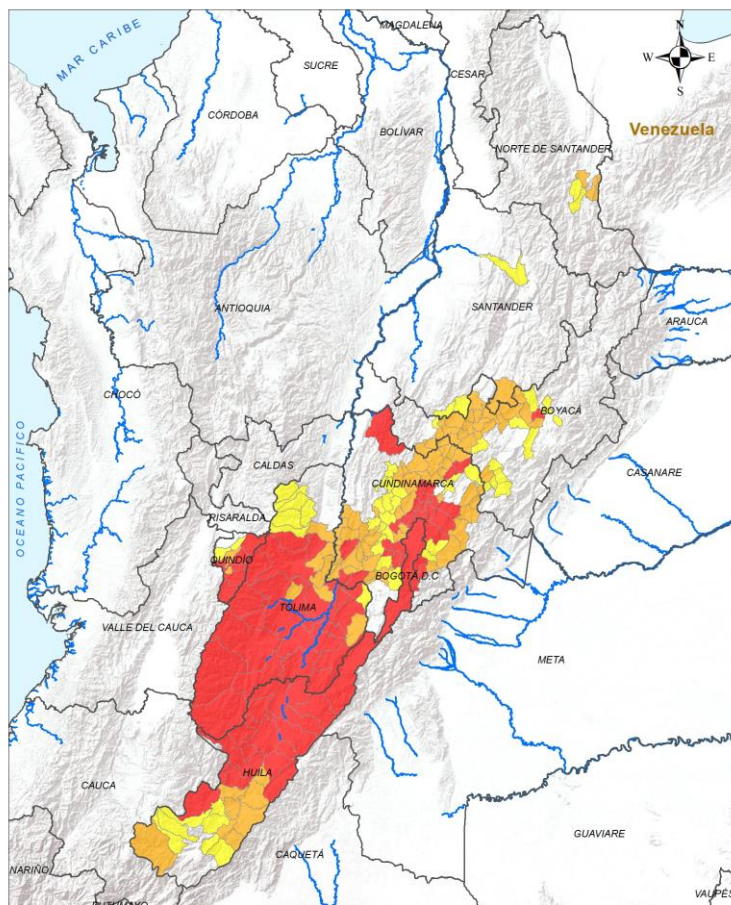 MAGDALENA
MAR CARIBE
SUCRE
CESAR
N
W E
S
CÓRDOBA
BOLÍVAR
Venezuela
NORTE DE SANTANDER
ANTIOQUIA
SANTANDER
ARAUCA
CHOCÓ
BOYACÁ
OCEANO PACIFICO
CALDAS
CUNDINAMARCA
CASANARE
RISARALDA
QUINDÍO
BOGOTÁ, D.C
TOLIMA
VALLE DEL CAUCA
META
HUILA
CAUCA
GUAVIARE
CAQUETÁ
NARIÑO